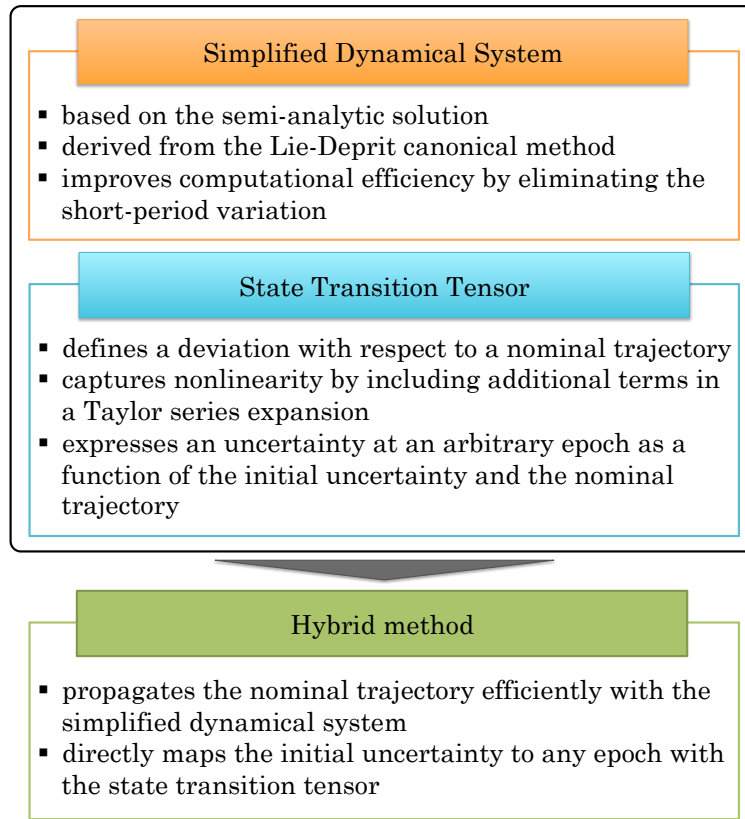 Simplified Dynamical System
▪ based on the semi-analytic solution
▪ derived from the Lie-Deprit canonical method
▪ improves computational efficiency by eliminating the
short-period variation
State Transition Tensor
▪ defines a deviation with respect to a nominal trajectory
▪ captures nonlinearity by including additional terms in
a Taylor series expansion
▪ expresses an uncertainty at an arbitrary epoch as a
function of the initial uncertainty and the nominal
trajectory
Hybrid method
▪ propagates the nominal trajectory efficiently with the
simplified dynamical system
▪ directly maps the initial uncertainty to any epoch with
the state transition tensor